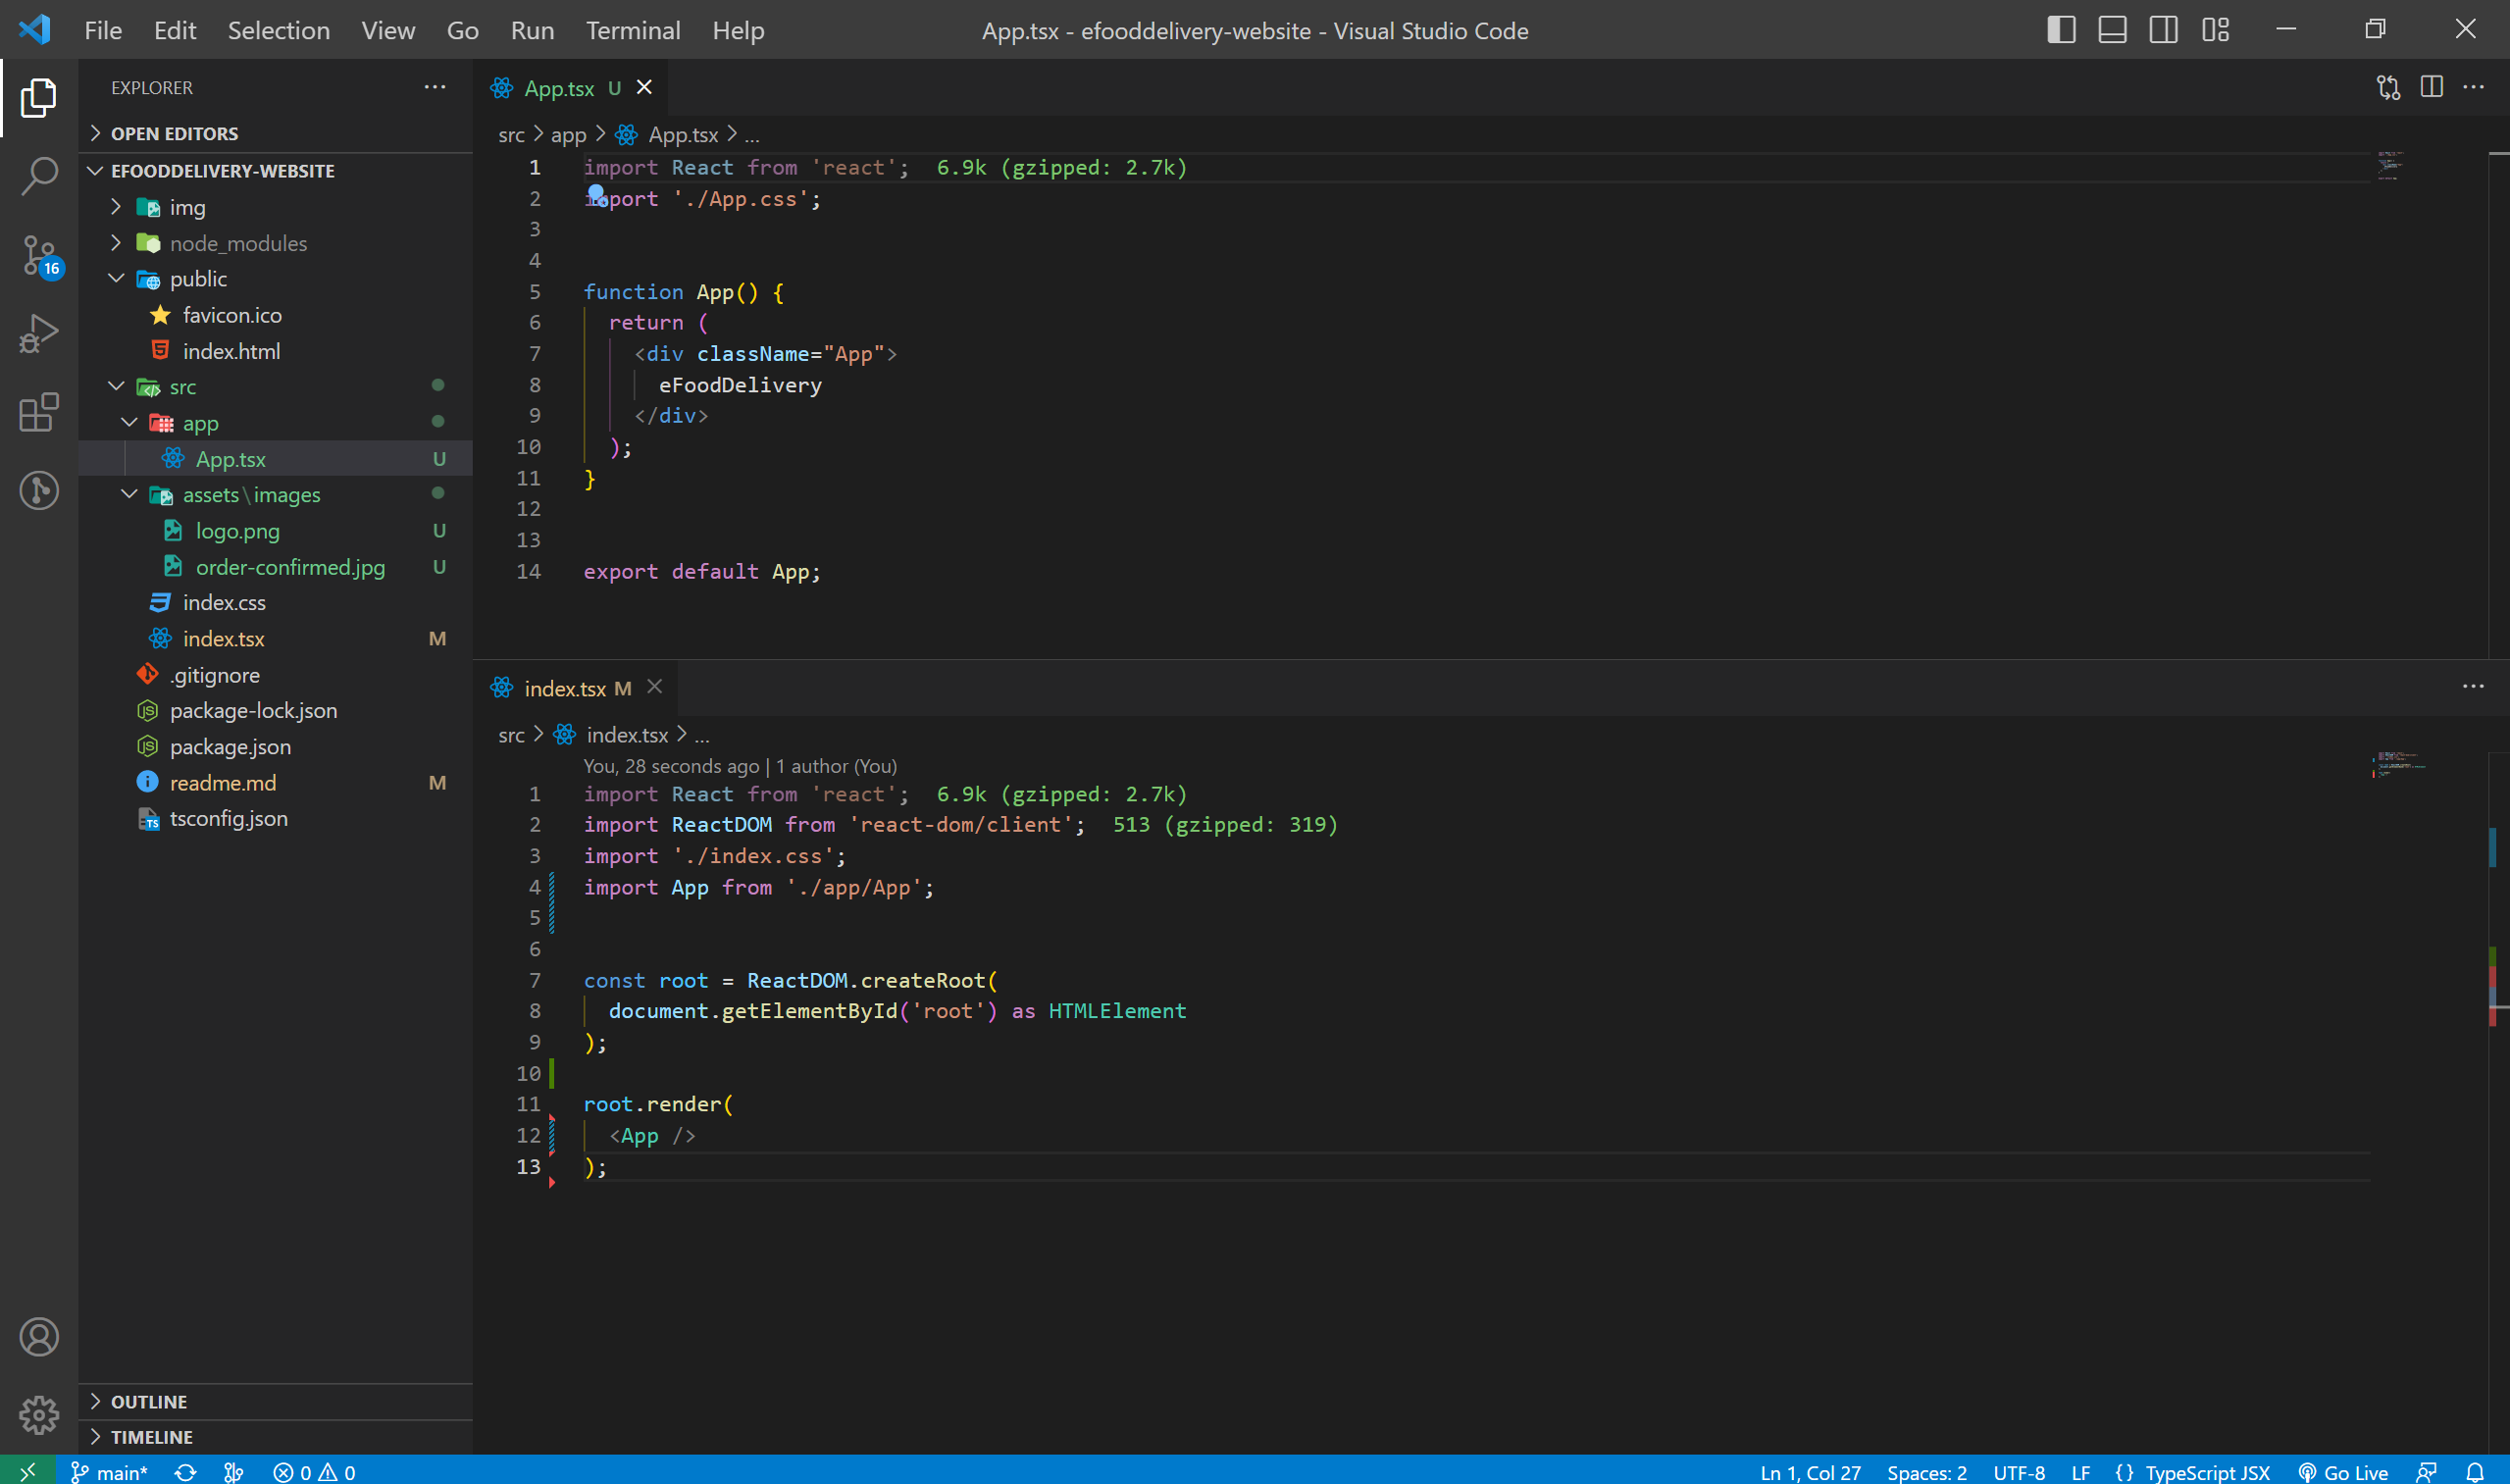 File Edit Selection View Go Run Terminal Help App.tsx - efooddelivery-website - Visual Studio Code
EXPLORER
OPEN EDITORS
EFOODDELIVERY-WEBSITE
img
node_modules
public
favicon.ico
index.html
src
app
App.tsx U
assets\images
logo.png U
order-confirmed.jpg U
index.css
index.tsx M
.gitignore
package-lock.json
package.json
readme.md M
tsconfig.json
OUTLINE
TIMELINE
16
App.tsx U
src > app > App.tsx > ...
1 import React from 'react'; 6.9k (gzipped: 2.7k)
2 import './App.css';
3
4
5 function App() {
6 return (
7 <div className="App">
8 eFoodDelivery
9 </div>
10 );
11 }
12
13
14 export default App;
index.tsx M
src > index.tsx > ...
You, 28 seconds ago | 1 author (You)
1 import React from 'react'; 6.9k (gzipped: 2.7k)
2 import ReactDOM from 'react-dom/client'; 513 (gzipped: 319)
3 import './index.css';
4 import App from './app/App';
5
6
7 const root = ReactDOM.createRoot(
8 document.getElementById('root') as HTMLElement
9 );
10
11 root.render(
12 <App />
13 );
main* 0 0 Ln 1, Col 27 Spaces: 2 UTF-8 LF {} TypeScript JSX Go Live